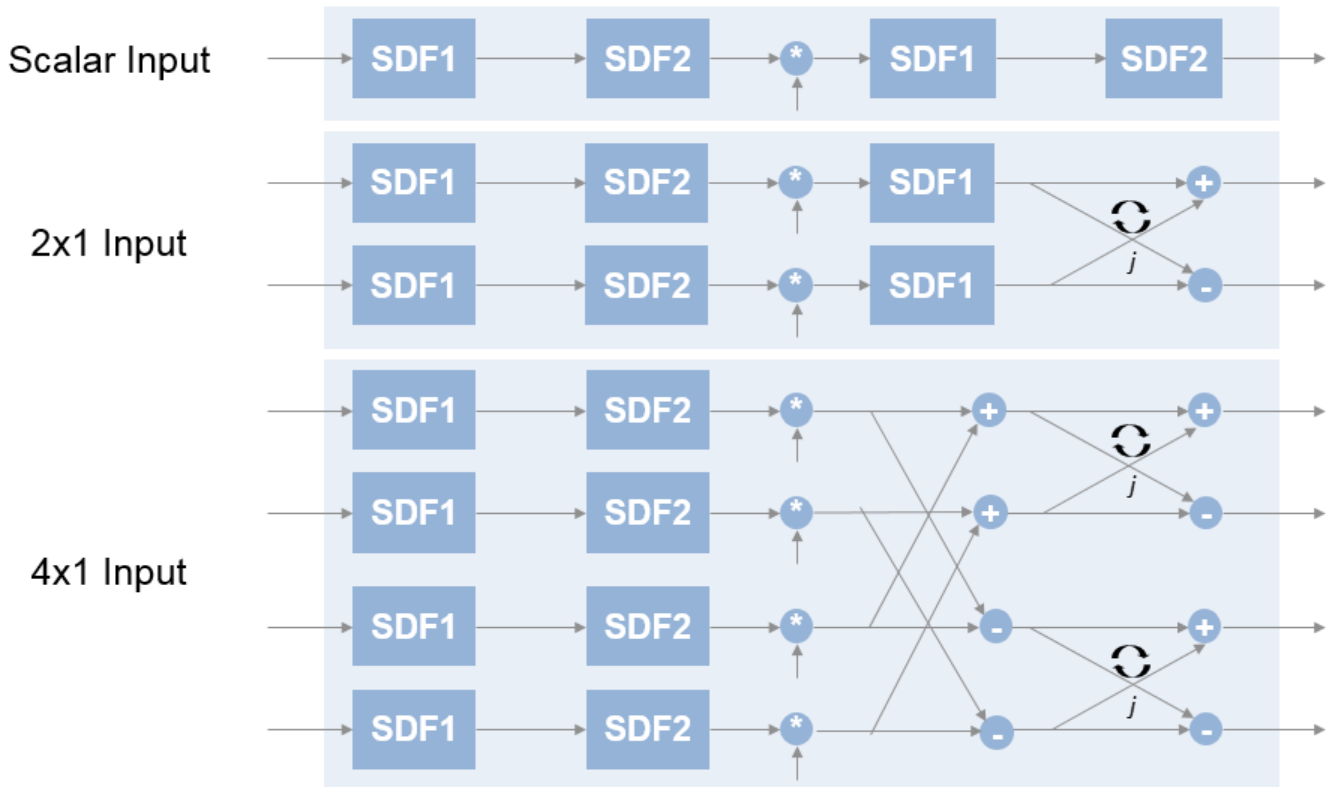 Scalar Input SDF1 SDF2 * SDF1 SDF2
SDF1 SDF2 * SDF1 +
2x1 Input
j
SDF1 SDF2 * SDF1 -
SDF1 SDF2 * + +
j
SDF1 SDF2 * + -
4x1 Input
SDF1 SDF2 * - +
j
SDF1 SDF2 * - -